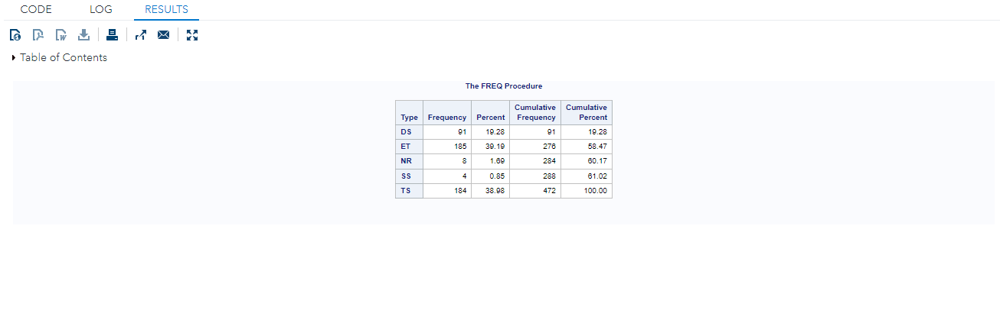 CODE LOG RESULTS
Table of Contents
The FREQ Procedure
Type Frequency Percent Cumulative Frequency Cumulative Percent
DS 91 19.28 91 19.28
ET 185 39.19 276 58.47
NR 8 1.69 284 60.17
SS 4 0.85 288 61.02
TS 184 38.98 472 100.00